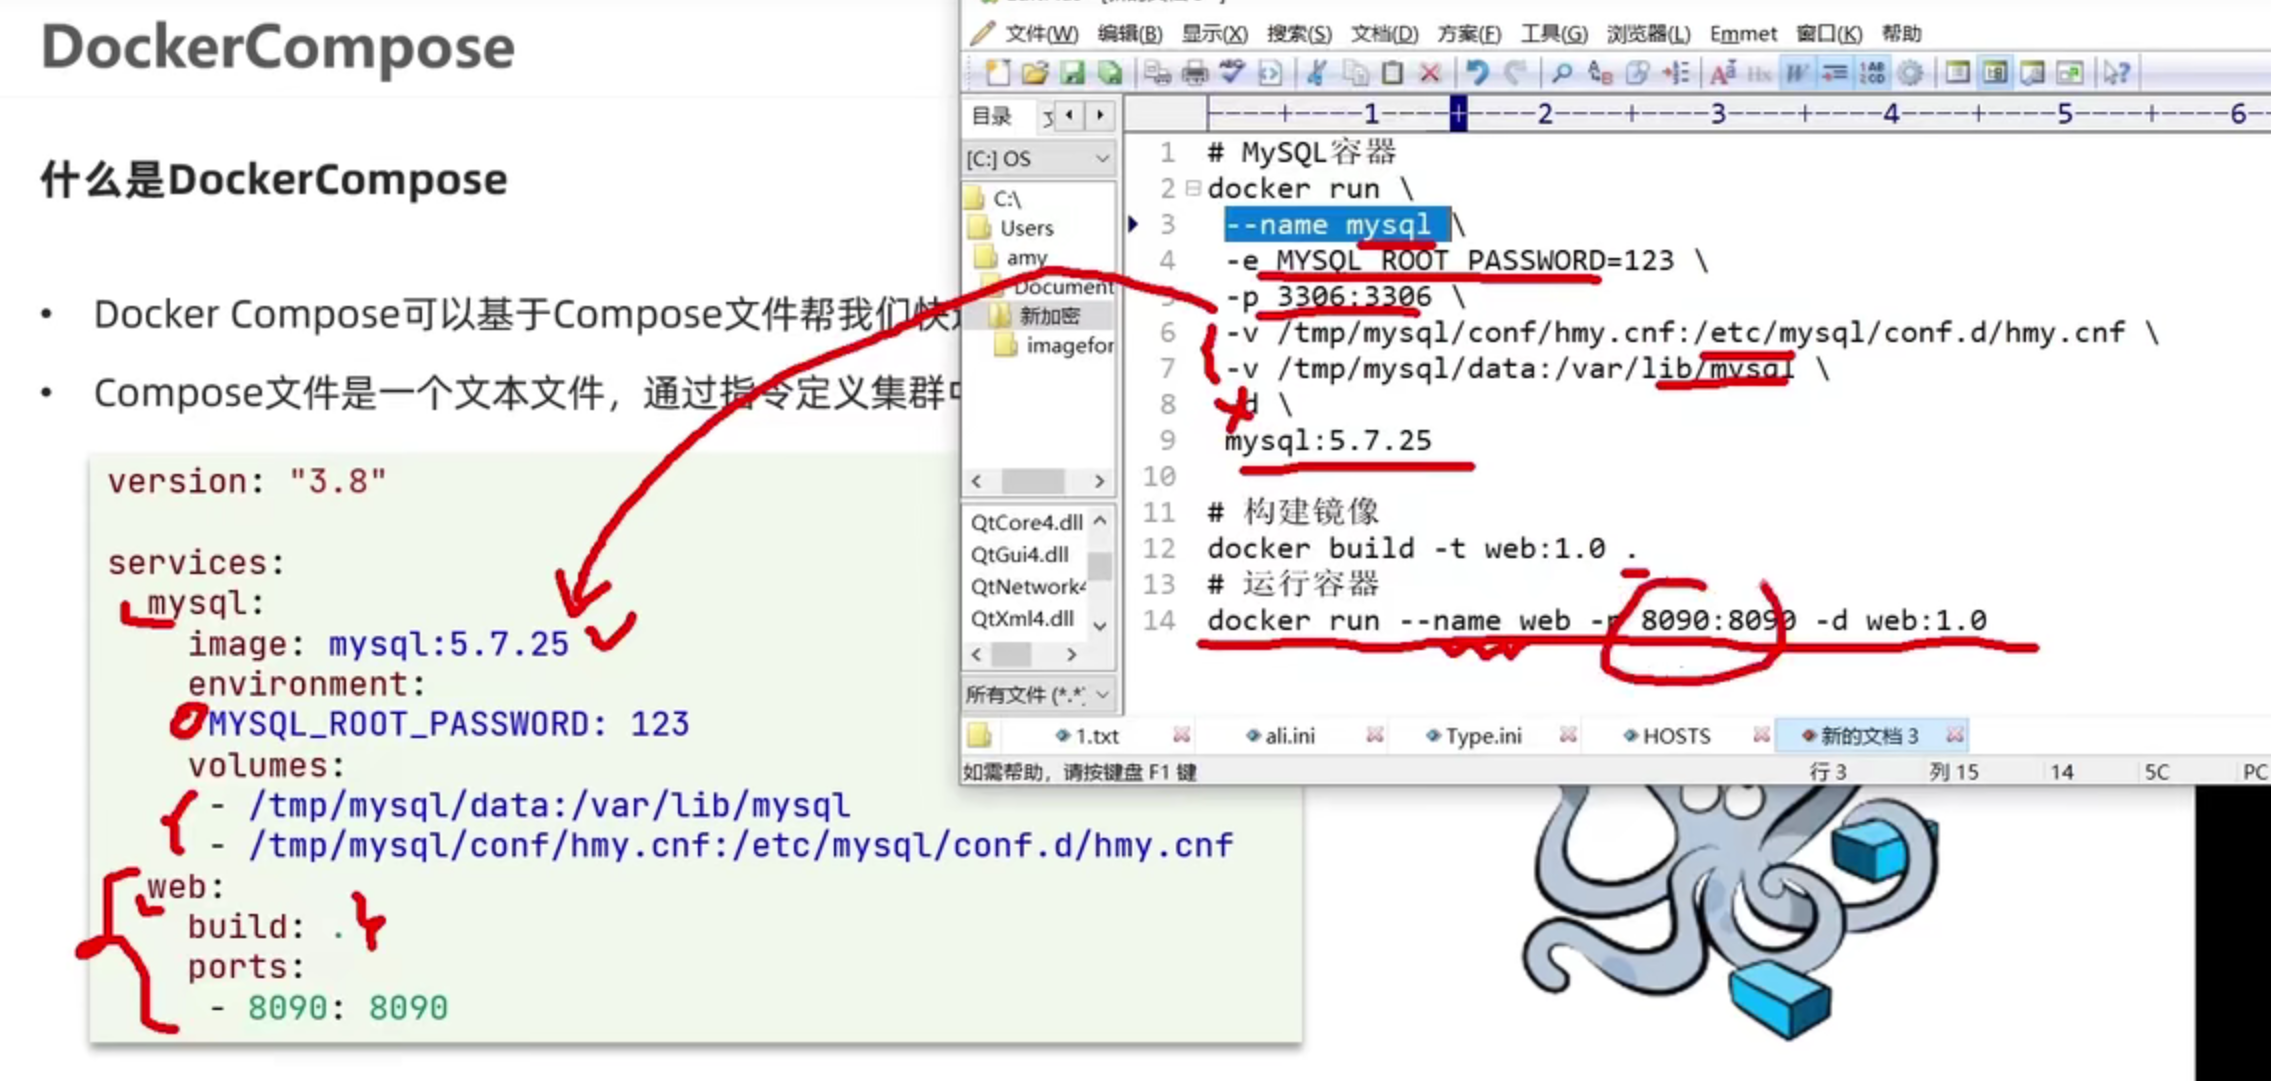 DockerCompose
什么是DockerCompose
• Docker Compose可以基于Compose文件帮我们快
• Compose文件是一个文本文件，通过指令定义集群
version: "3.8"
services:
mysql:
image: mysql:5.7.25
environment:
MYSQL_ROOT_PASSWORD: 123
volumes:
- /tmp/mysql/data:/var/lib/mysql
- /tmp/mysql/conf/hmy.cnf:/etc/mysql/conf.d/hmy.cnf
web:
build: .
ports:
- 8090: 8090
文件(W) 编辑(B) 显示(X) 搜索(S) 文档(D) 方案(F) 工具(G) 浏览器(L) Emmet 窗口(K) 帮助
目录
[C:] OS
C:\
Users
amy
Document
新加密
imagefor
QtCore4.dll
QtGui4.dll
QtNetwork4
QtXml4.dll
所有文件 (*.*)
----+----1----+----2----+----3----+----4----+----5----+----6
1 # MySQL容器
2 docker run \
3 --name mysql \
4 -e MYSQL_ROOT_PASSWORD=123 \
5 -p 3306:3306 \
6 -v /tmp/mysql/conf/hmy.cnf:/etc/mysql/conf.d/hmy.cnf \
7 -v /tmp/mysql/data:/var/lib/mysql \
8 -d \
9 mysql:5.7.25
10
11 # 构建镜像
12 docker build -t web:1.0 .
13 # 运行容器
14 docker run --name web -p 8090:8090 -d web:1.0
1.txt ali.ini Type.ini HOSTS 新的文档 3
如需帮助，请按键盘 F1 键 行 3 列 15 14 5C PC